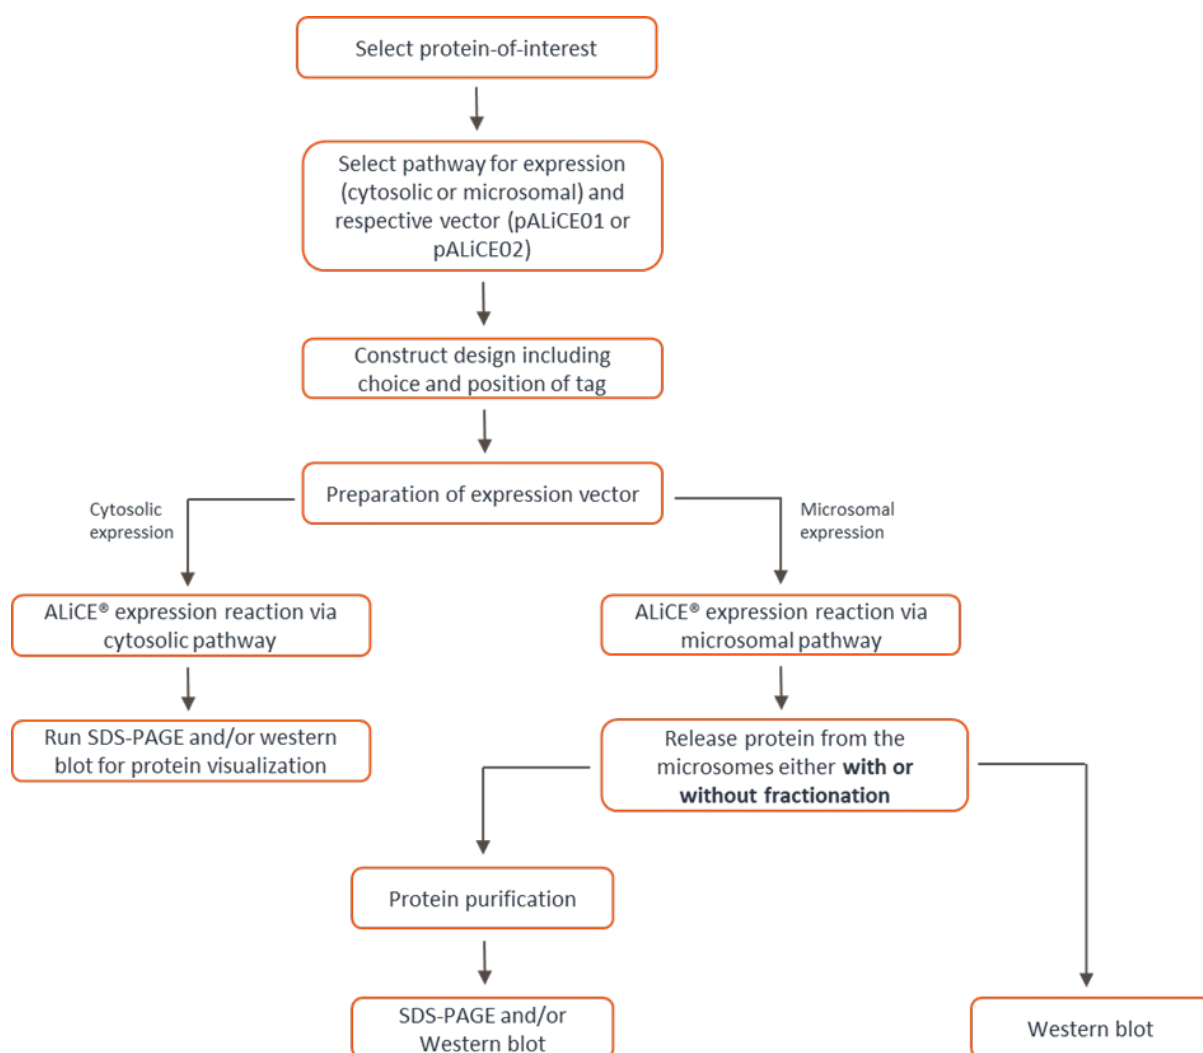 Select protein-of-interest
Select pathway for expression
(cytosolic or microsomal) and
respective vector (pALiCE01 or
pALiCE02)
Construct design including
choice and position of tag
Preparation of expression vector
Cytosolic
expression
Microsomal
expression
ALiCE® expression reaction via
cytosolic pathway
ALiCE® expression reaction via
microsomal pathway
Run SDS-PAGE and/or western
blot for protein visualization
Release protein from the
microsomes either with or
without fractionation
Protein purification
SDS-PAGE and/or
Western blot
Western blot